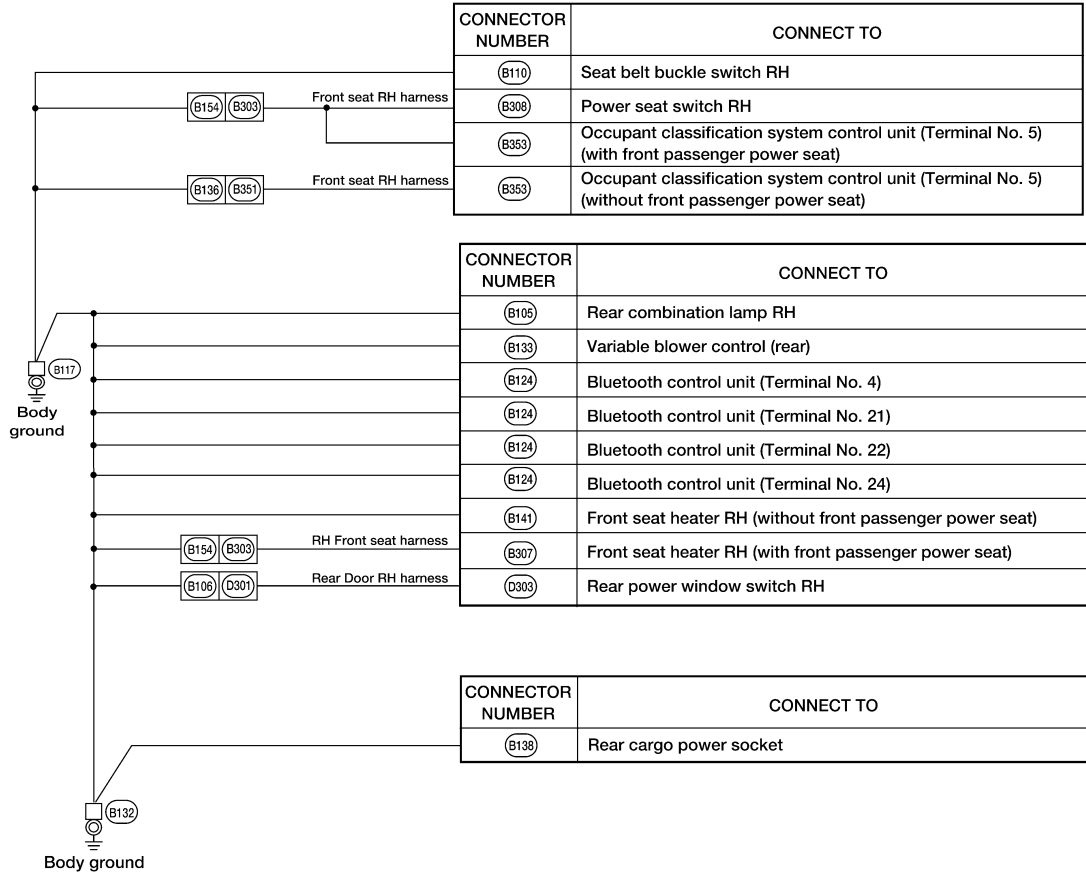 CONNECTOR
NUMBER
CONNECT TO
B110
Seat belt buckle switch RH
B154 B303
Front seat RH harness
B308
Power seat switch RH
B353
Occupant classification system control unit (Terminal No. 5)
(with front passenger power seat)
B136 B351
Front seat RH harness
B353
Occupant classification system control unit (Terminal No. 5)
(without front passenger power seat)
CONNECTOR
NUMBER
CONNECT TO
B105
Rear combination lamp RH
B133
Variable blower control (rear)
B117
Body
ground
B124
Bluetooth control unit (Terminal No. 4)
B124
Bluetooth control unit (Terminal No. 21)
B124
Bluetooth control unit (Terminal No. 22)
B124
Bluetooth control unit (Terminal No. 24)
B141
Front seat heater RH (without front passenger power seat)
B154 B303
RH Front seat harness
B307
Front seat heater RH (with front passenger power seat)
B106 D301
Rear Door RH harness
D303
Rear power window switch RH
CONNECTOR
NUMBER
CONNECT TO
B138
Rear cargo power socket
B132
Body ground